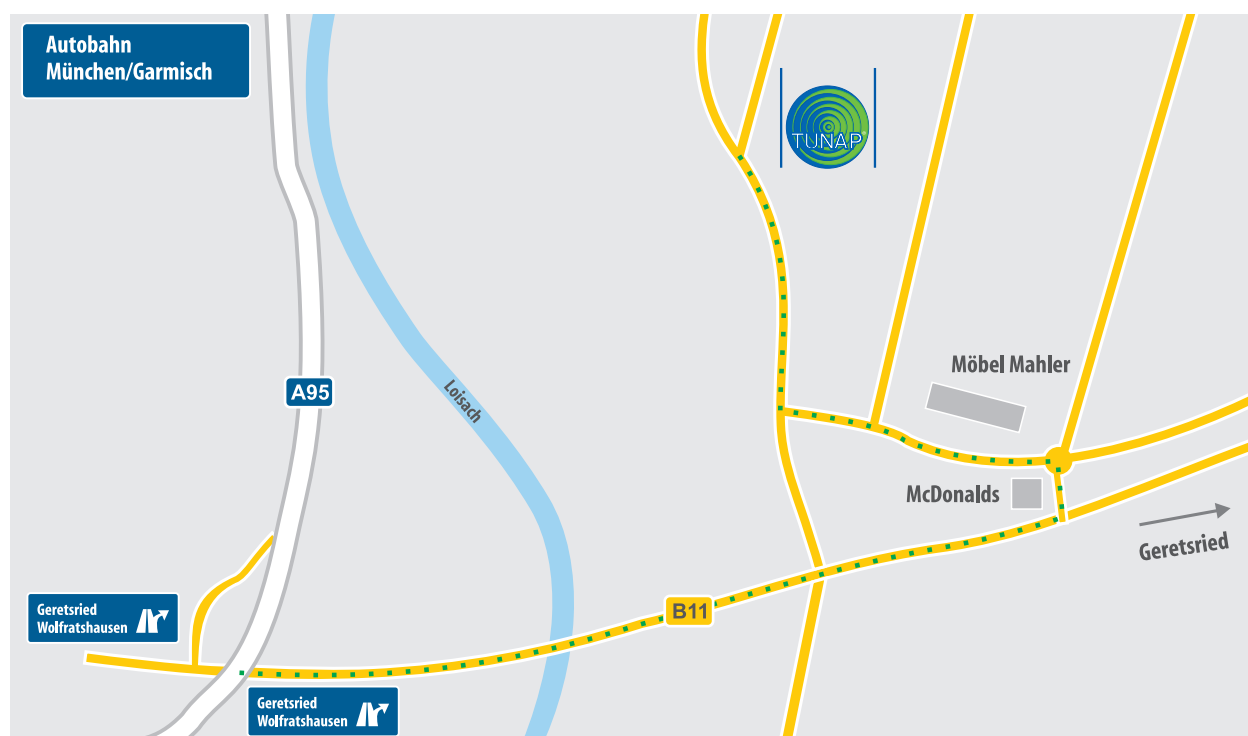 Autobahn
München/Garmisch
TUNAP
Möbel Mahler
A95
Loisach
McDonalds
Geretsried
Geretsried
Wolfratshausen
B11
Geretsried
Wolfratshausen